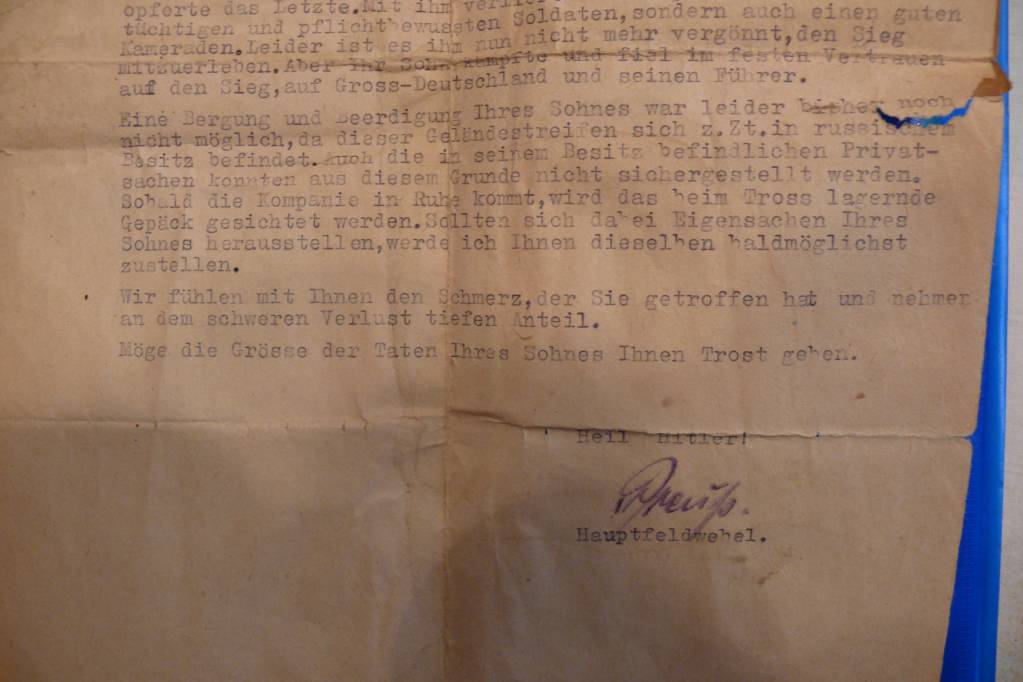 opferte das Letzte.Mit ihm
tüchtigen und pflichtbewussten Soldaten,sondern auch einen guten
Kameraden.Leider ist es ihm nun nicht mehr vergönnt,den Sieg
mitzuerleben.Aber Ihr Sohn kämpfte und fiel im festen Vertrauen
auf den Sieg,auf Gross-Deutschland und seinen Führer.
Eine Bergung und Beerdigung Ihres Sohnes war leider bisher noch
nicht möglich,da dieser Geländestreifen sich z.Zt.in russischem
Besitz befindet.Auch die in seinem Besitz befindlichen Privat-
sachen konnten aus diesem Grunde nicht sichergestellt werden.
Sobald die Kompanie in Ruhe kommt,wird das beim Tross lagernde
Gepäck gesichtet werden.Sollten sich dabei Eigensachen Ihres
Sohnes herausstellen,werde ich Ihnen dieselben baldmöglichst
zustellen.
Wir fühlen mit Ihnen den Schmerz,der Sie getroffen hat und nehmen
an dem schweren Verlust tiefen Anteil.
Möge die Grösse der Taten Ihres Sohnes Ihnen Trost geben.
Heil Hitler!
Preuß.
Hauptfeldwebel.